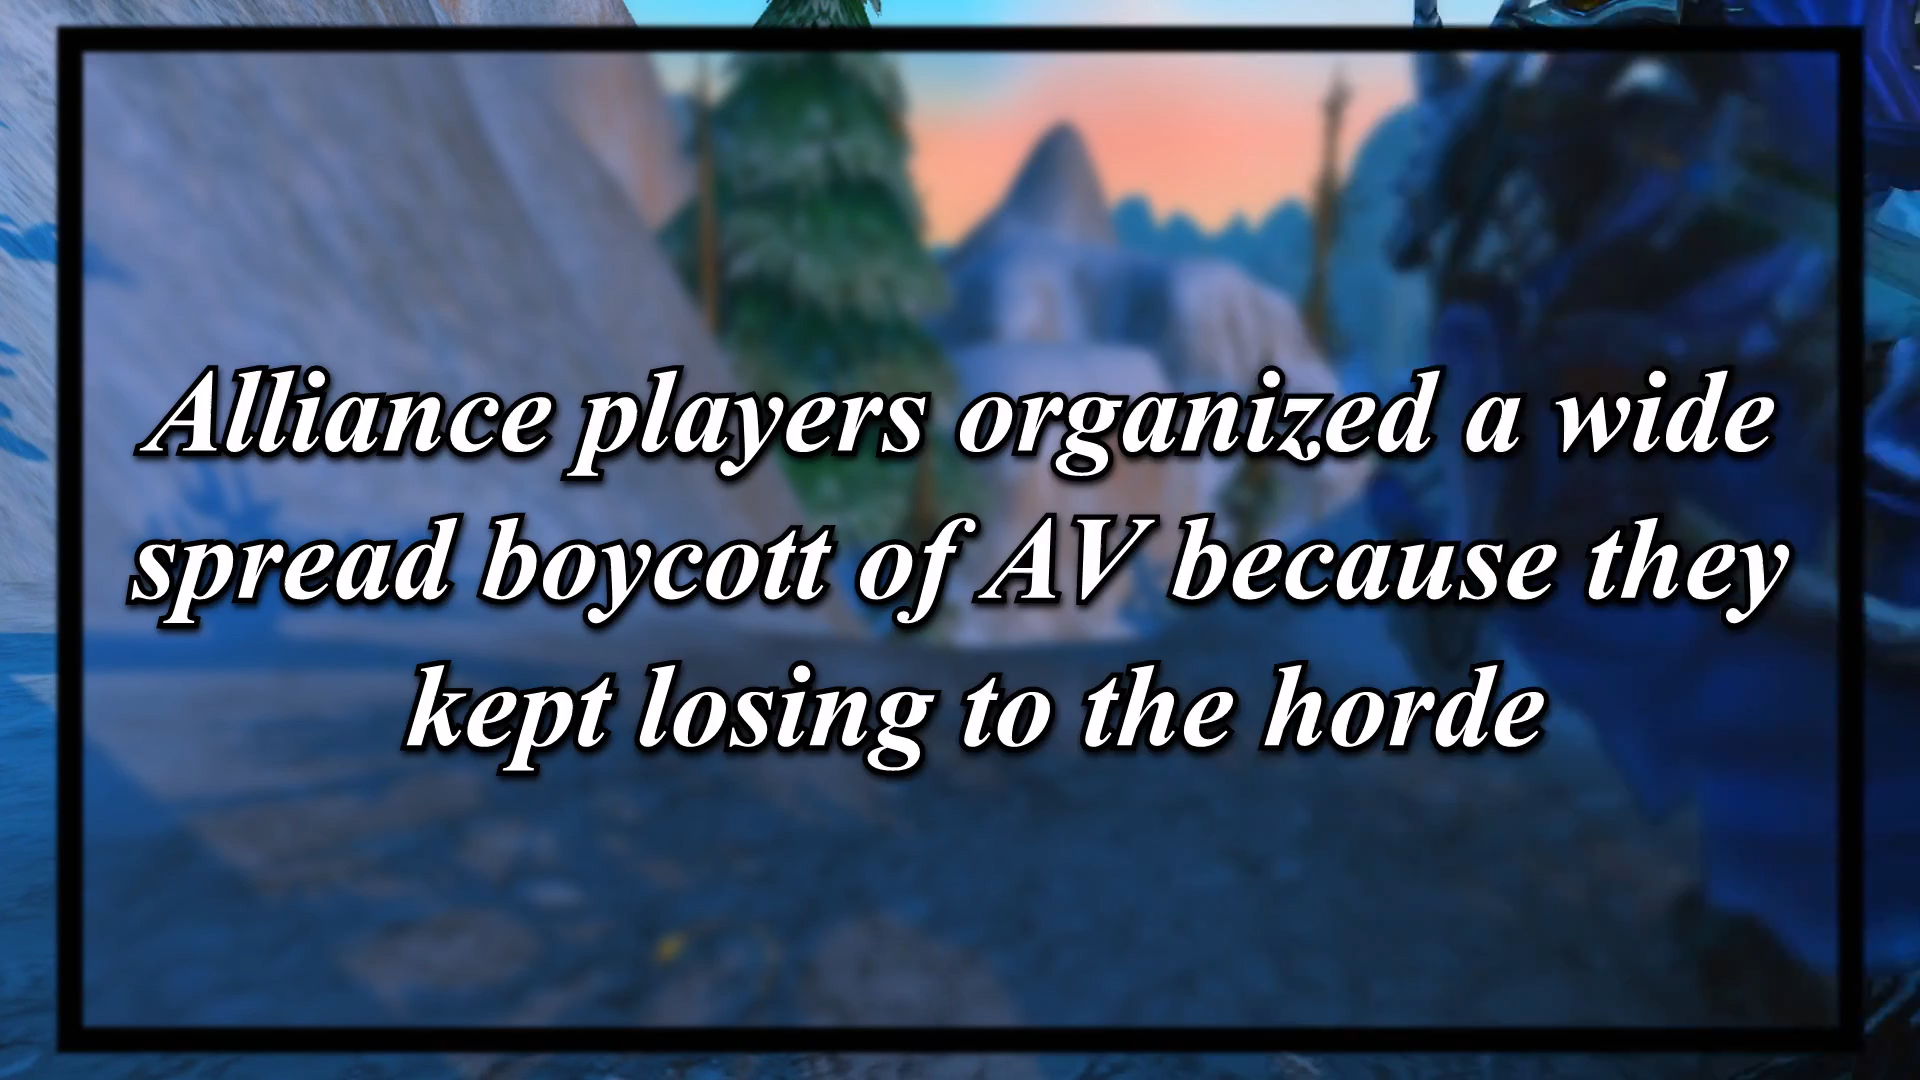 Alliance players organized a wide
spread boycott of AV because they
kept losing to the horde